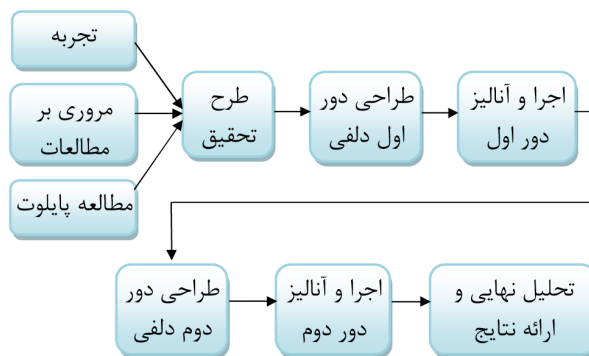 تجربه
مروری بر
مطالعات
مطالعه پایلوت
طرح
تحقیق
طراحی دور
اول دلفی
اجرا و آنالیز
دور اول
طراحی دور
دوم دلفی
اجرا و آنالیز
دور دوم
تحلیل نهایی و
ارائه نتایج